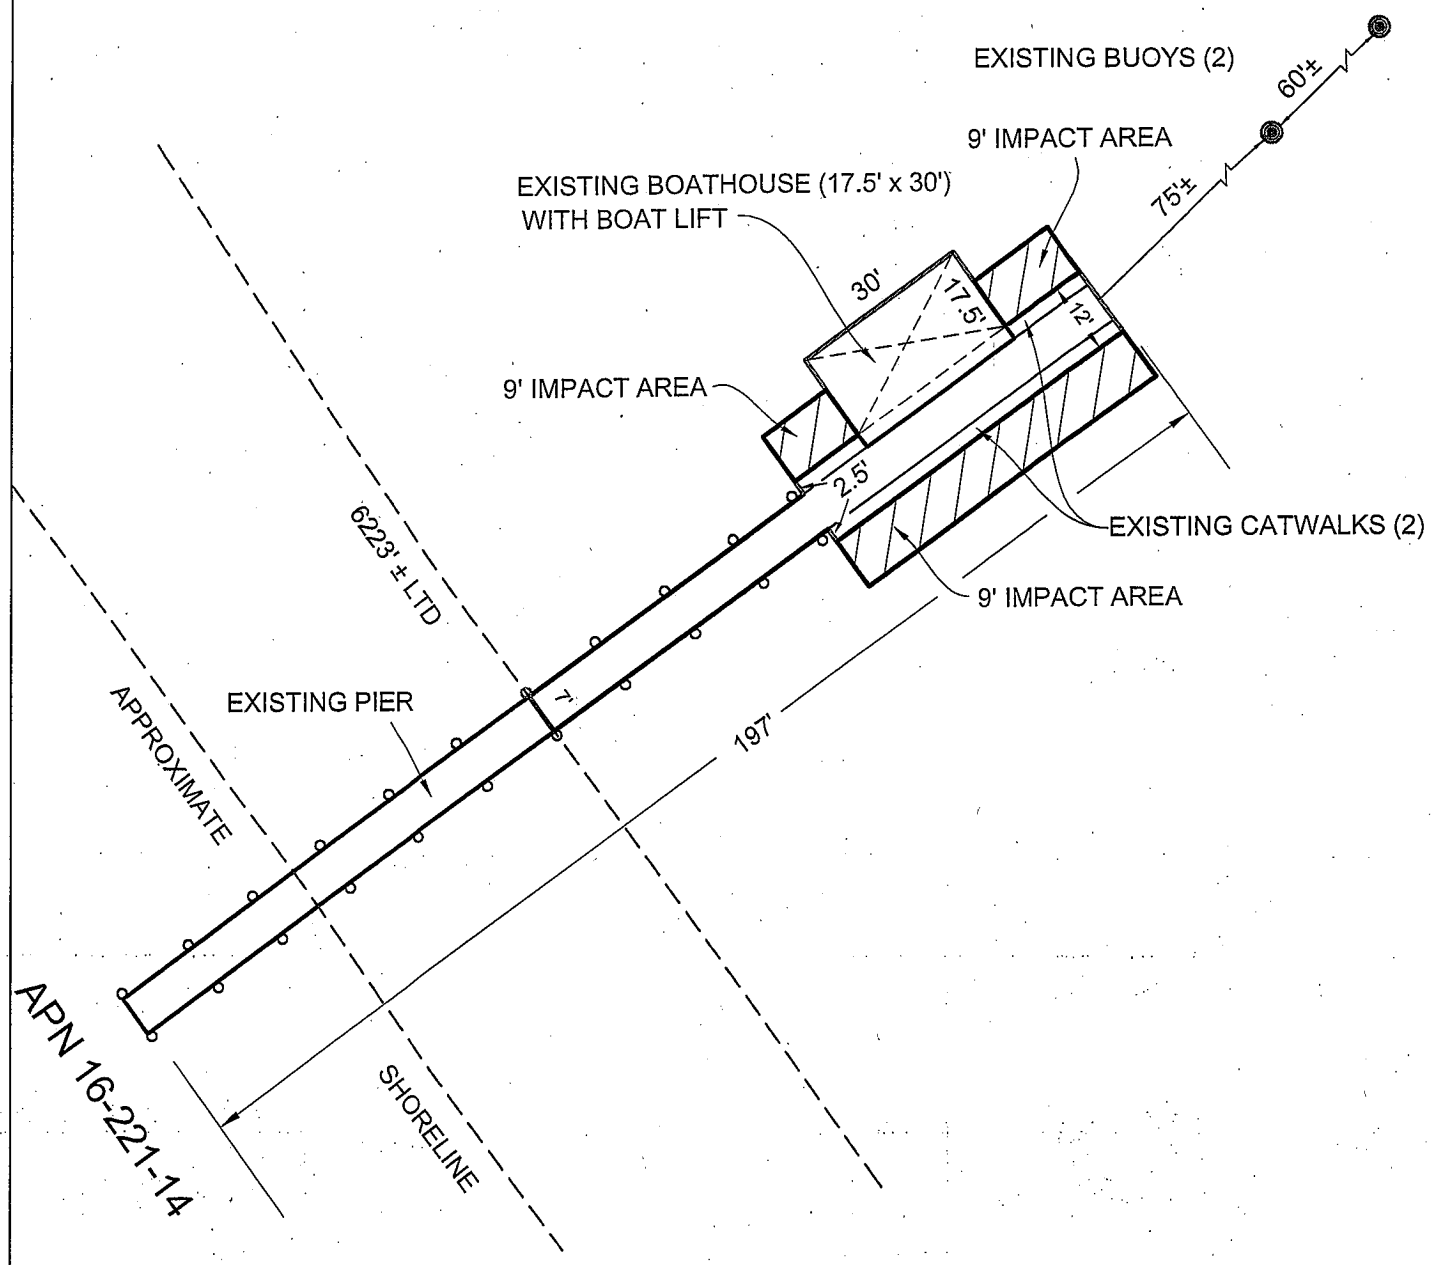 EXISTING BUOYS (2)
60'±
9' IMPACT AREA
75'±
EXISTING BOATHOUSE (17.5' x 30')
WITH BOAT LIFT
30'
17.5'
12'
9' IMPACT AREA
2.5'
EXISTING CATWALKS (2)
6223' ± LTD
9' IMPACT AREA
7'
EXISTING PIER
197'
APPROXIMATE
SHORELINE
APN 16-221-14